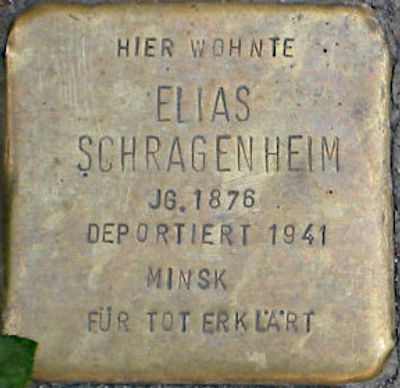 HIER WOHNTE
ELIAS
SCHRAGENHEIM
JG. 1876
DEPORTIERT 1941
MINSK
FÜR TOT ERKLÄRT